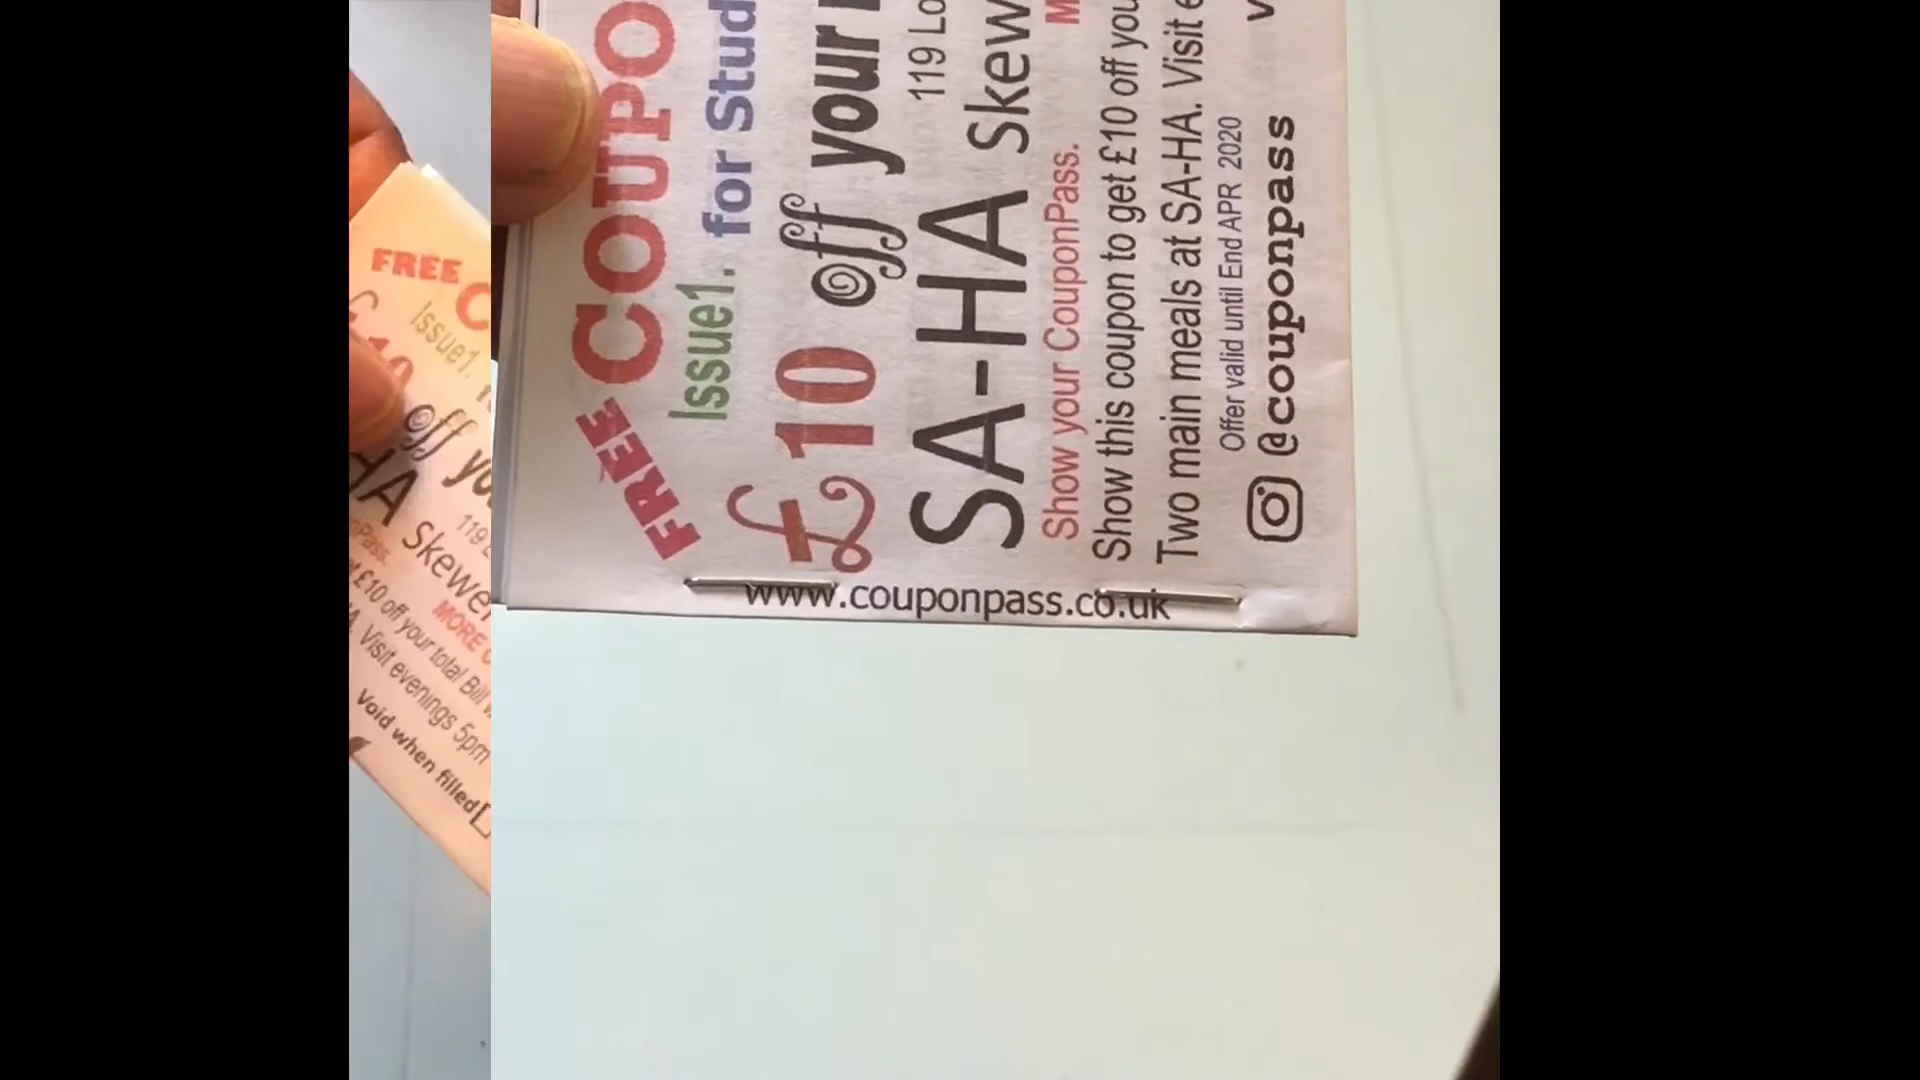 FREE COUPO
Issue1. for Stud
£10 off your
119 Lo
SA-HA Skew
Show your CouponPass. M
Show this coupon to get £10 off you
Two main meals at SA-HA. Visit e
Offer valid until End APR 2020
@couponpass
www.couponpass.co.uk
FREE C
Issue1.
£10 off yo
119
HA Skewe
nPass. MORE
£10 off your total Bill
A. Visit evenings 5pm
Void when filled